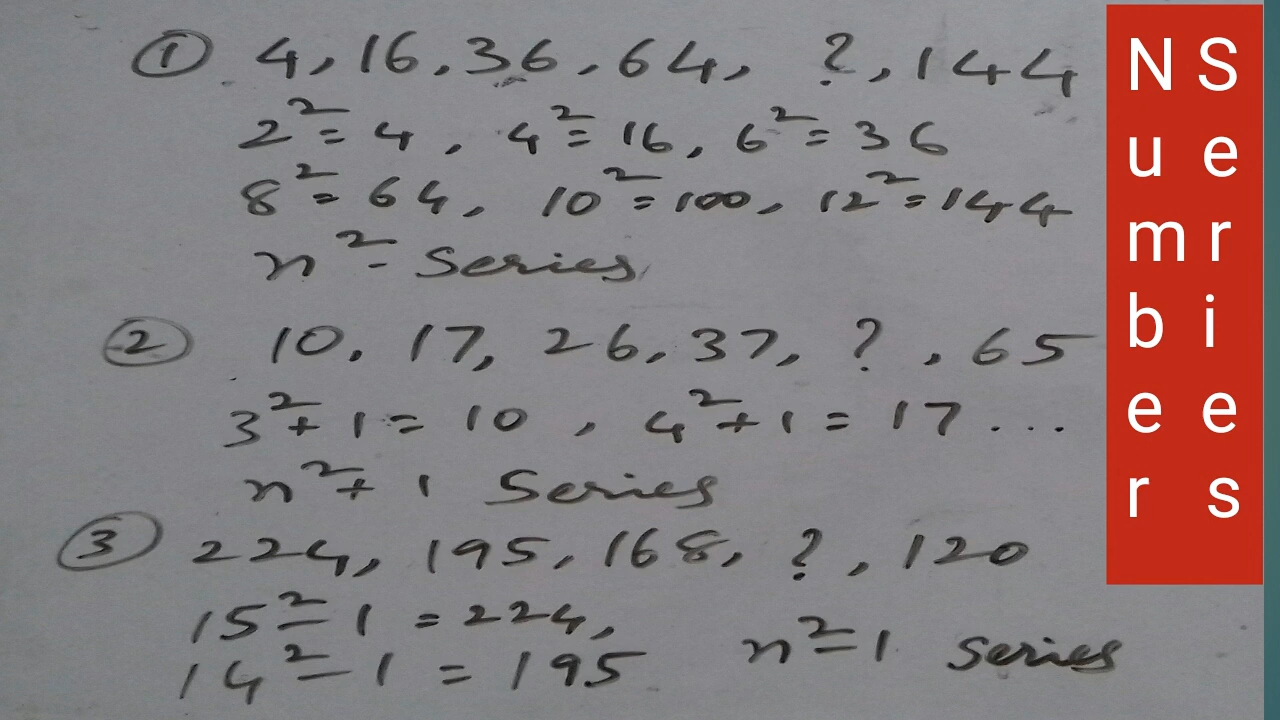 ① 4, 16, 36, 64, ?, 144
2² = 4, 4² = 16, 6² = 36
8² = 64, 10² = 100, 12² = 144
n² - Series
② 10, 17, 26, 37, ?, 65
3² + 1 = 10, 4² + 1 = 17 ...
n² + 1 Series
③ 224, 195, 168, ?, 120
15² - 1 = 224,
14² - 1 = 195
n² - 1 Series
Number
Series